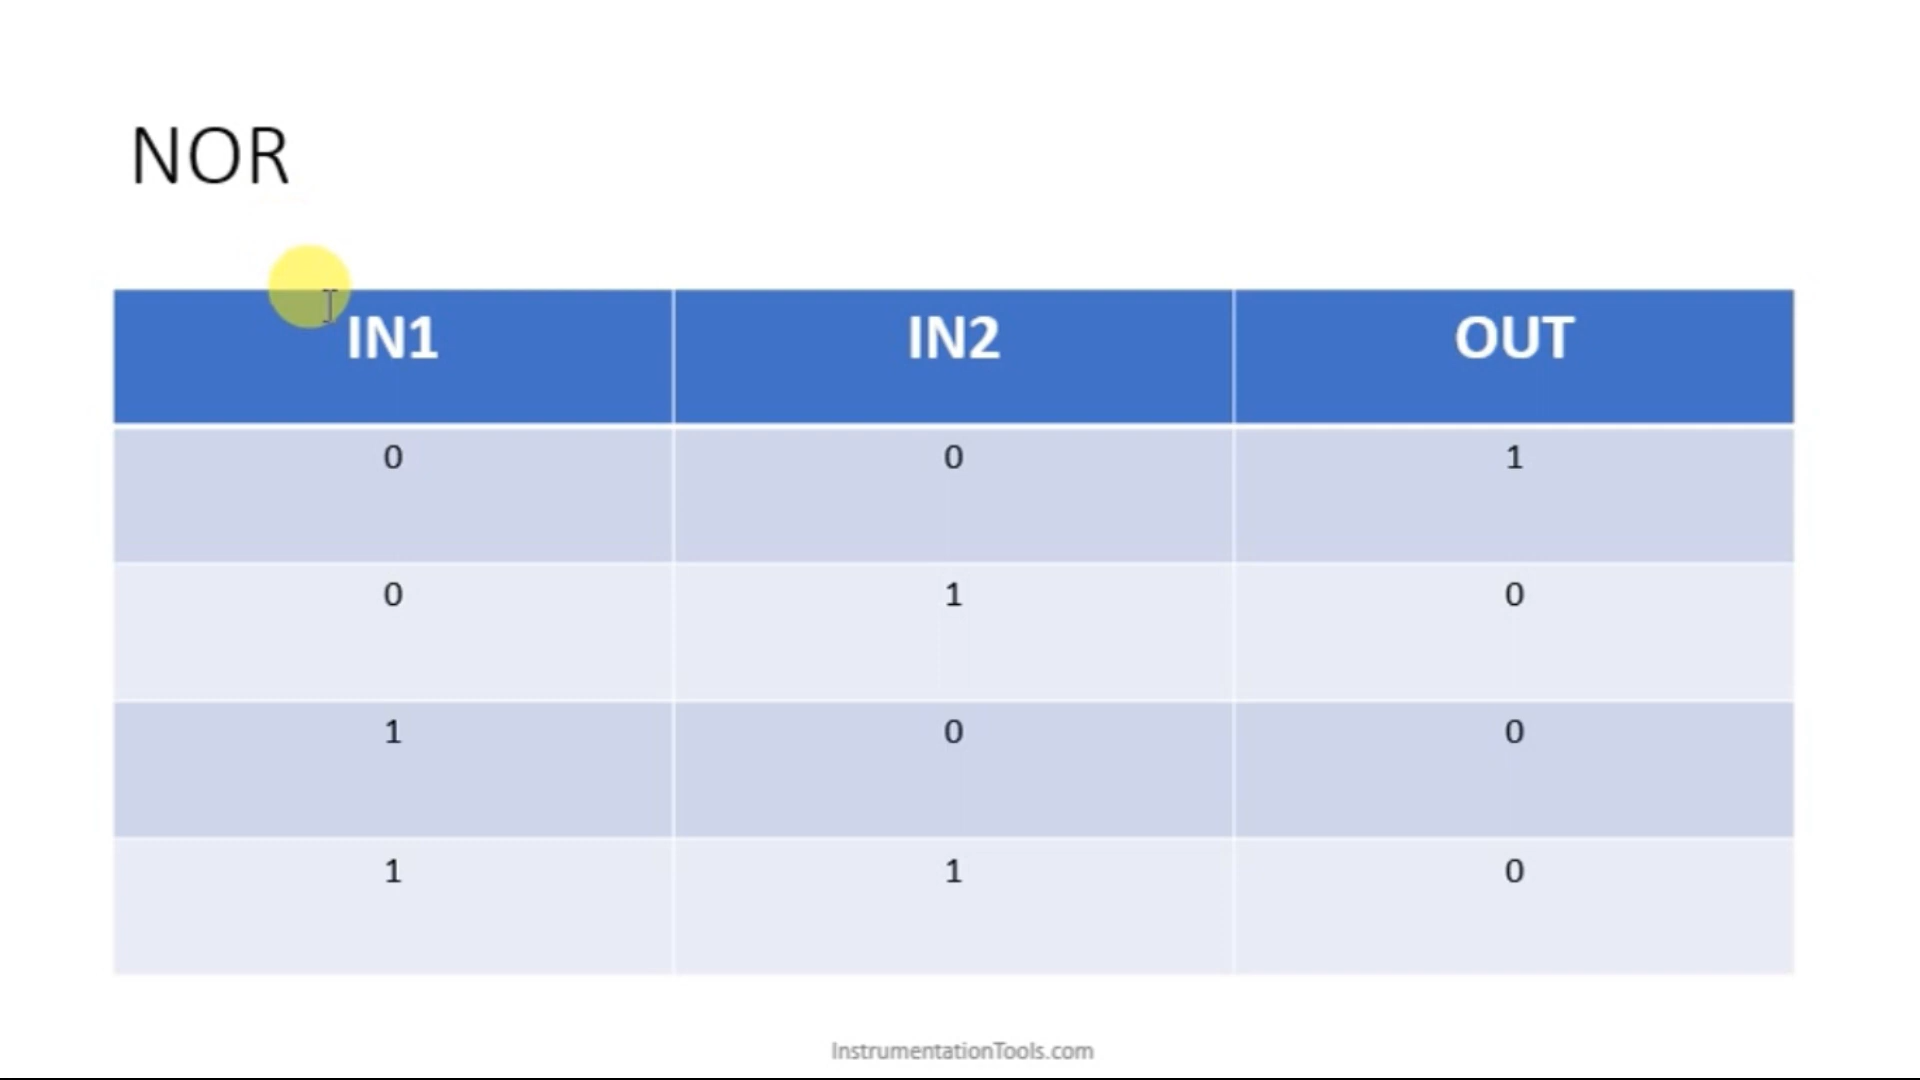 NOR
IN1 IN2 OUT
0 0 1
0 1 0
1 0 0
1 1 0
InstrumentationTools.com